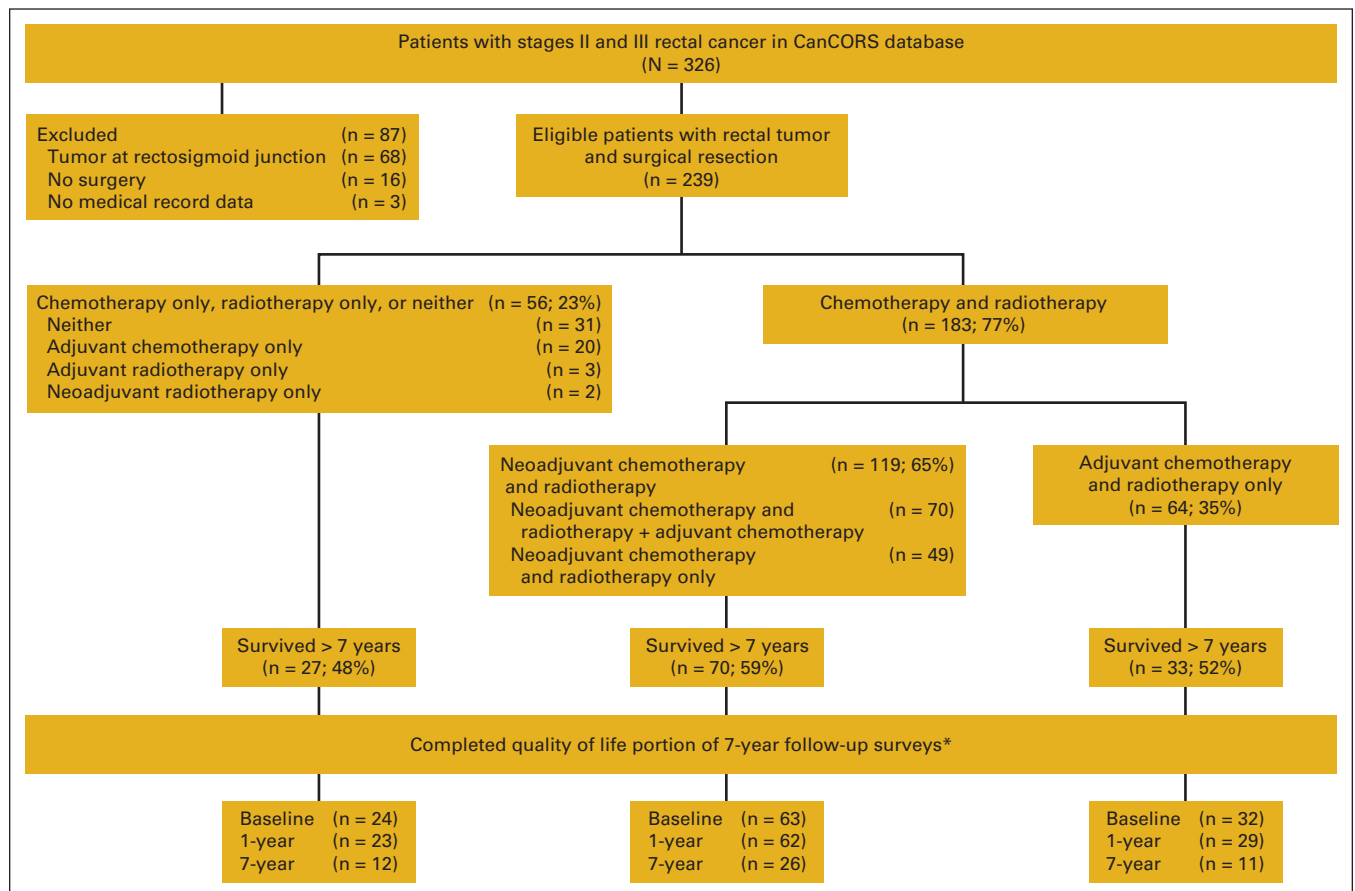 Patients with stages II and III rectal cancer in CanCORS database
(N = 326)
Excluded (n = 87)
Tumor at rectosigmoid junction (n = 68)
No surgery (n = 16)
No medical record data (n = 3)
Eligible patients with rectal tumor
and surgical resection
(n = 239)
Chemotherapy only, radiotherapy only, or neither (n = 56; 23%)
Neither (n = 31)
Adjuvant chemotherapy only (n = 20)
Adjuvant radiotherapy only (n = 3)
Neoadjuvant radiotherapy only (n = 2)
Chemotherapy and radiotherapy
(n = 183; 77%)
Neoadjuvant chemotherapy (n = 119; 65%)
and radiotherapy
Neoadjuvant chemotherapy and (n = 70)
radiotherapy + adjuvant chemotherapy
Neoadjuvant chemotherapy (n = 49)
and radiotherapy only
Adjuvant chemotherapy
and radiotherapy only
(n = 64; 35%)
Survived > 7 years
(n = 27; 48%)
Survived > 7 years
(n = 70; 59%)
Survived > 7 years
(n = 33; 52%)
Completed quality of life portion of 7-year follow-up surveys*
Baseline (n = 24)
1-year (n = 23)
7-year (n = 12)
Baseline (n = 63)
1-year (n = 62)
7-year (n = 26)
Baseline (n = 32)
1-year (n = 29)
7-year (n = 11)